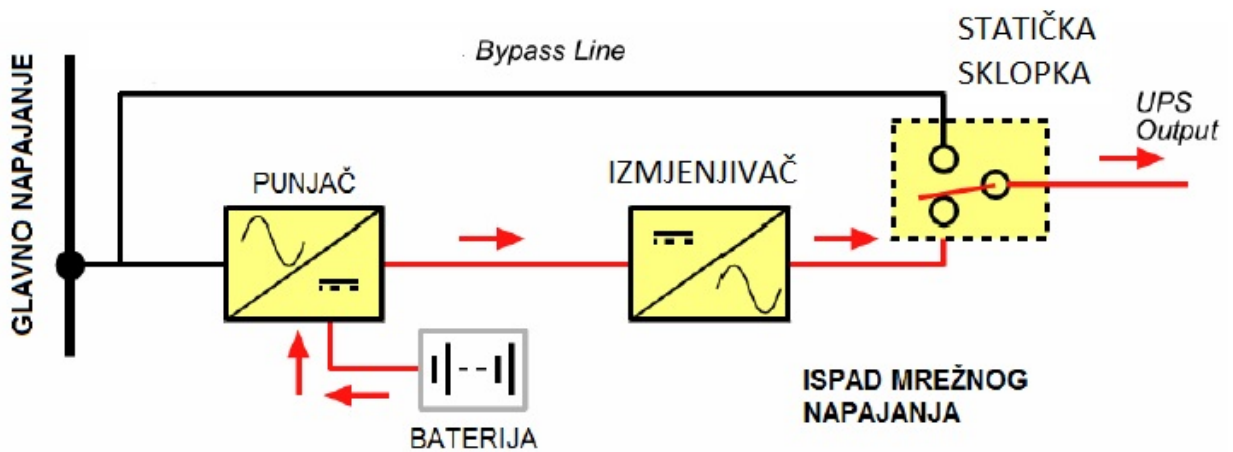 GLAVNO NAPAJANJE
Bypass Line
STATIČKA
SKLOPKA
UPS
Output
PUNJAČ
IZMJENJIVAČ
BATERIJA
ISPAD MREŽNOG
NAPAJANJA